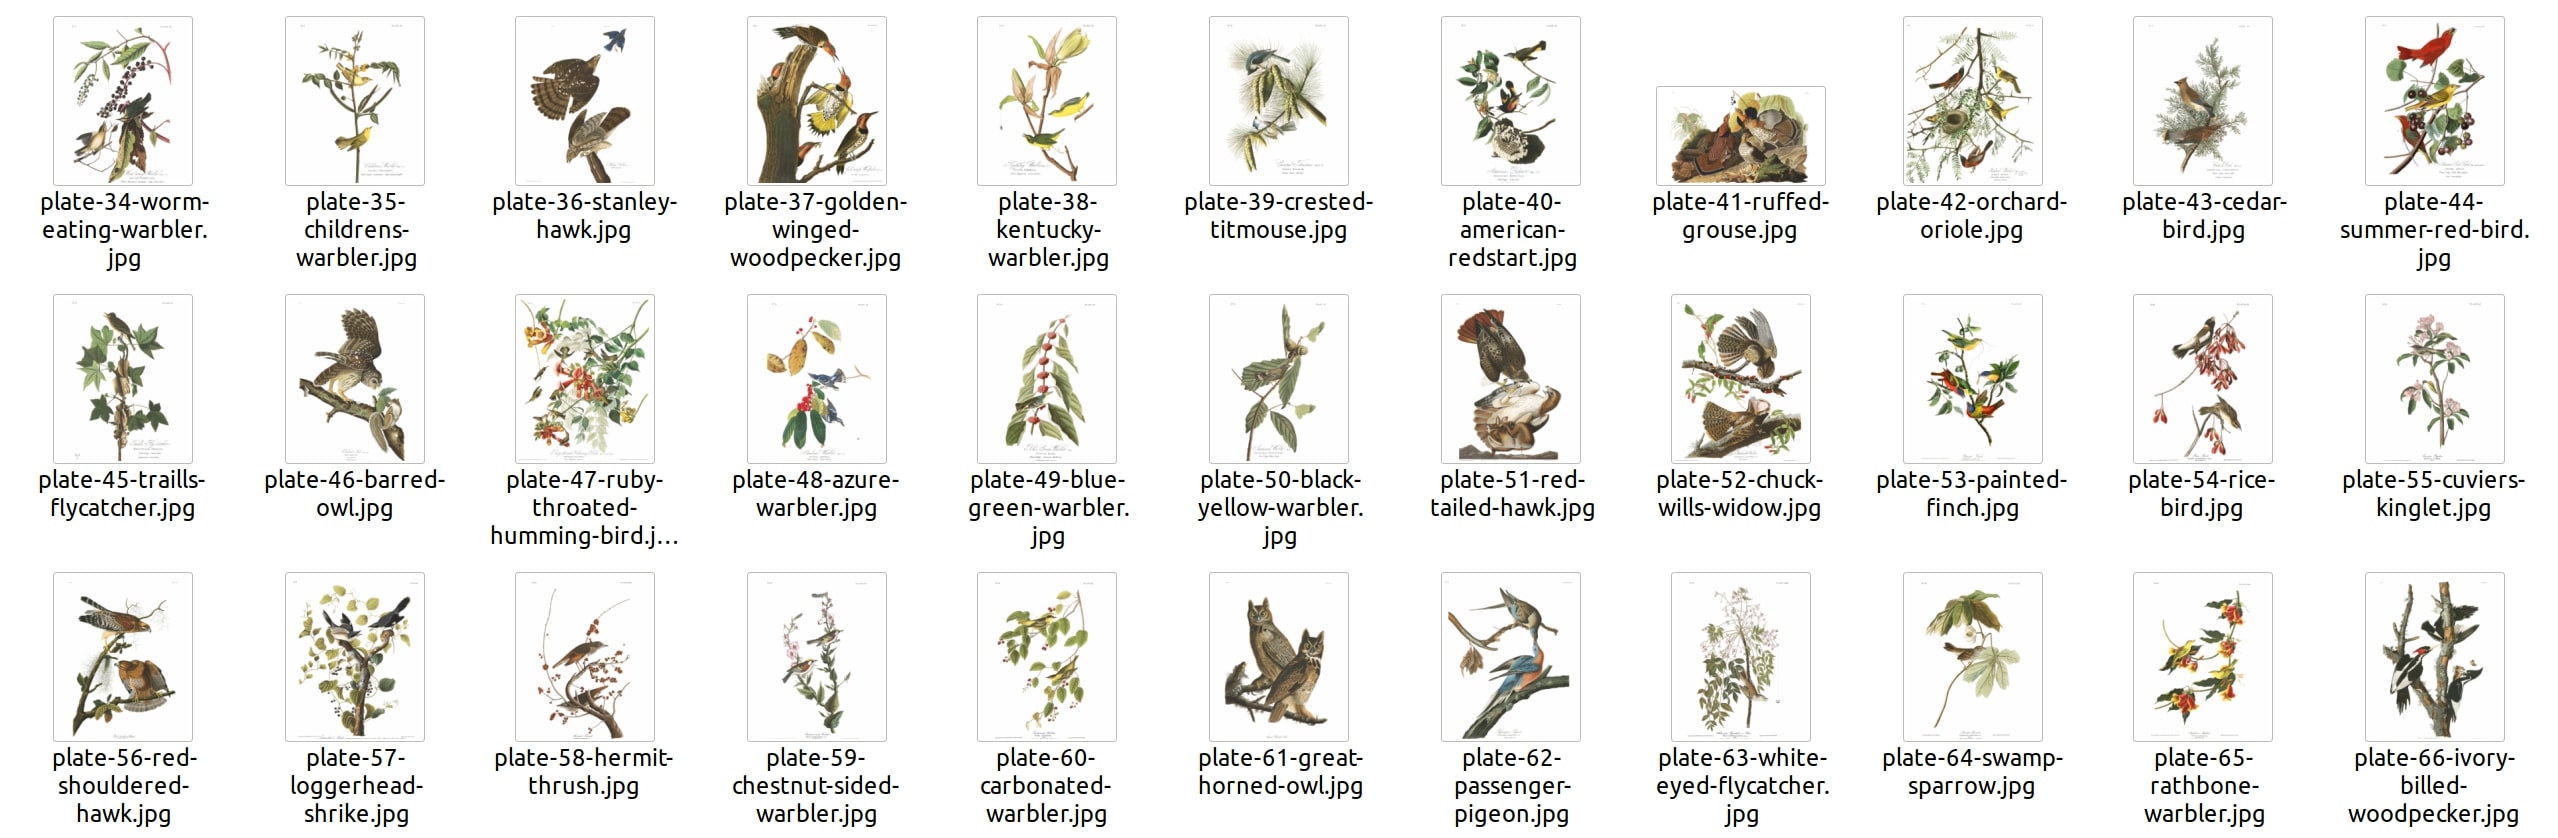 plate-34-worm-
eating-warbler.
jpg
plate-35-
childrens-
warbler.jpg
plate-36-stanley-
hawk.jpg
plate-37-golden-
winged-
woodpecker.jpg
plate-38-
kentucky-
warbler.jpg
plate-39-crested-
titmouse.jpg
plate-40-
american-
redstart.jpg
plate-41-ruffed-
grouse.jpg
plate-42-orchard-
oriole.jpg
plate-43-cedar-
bird.jpg
plate-44-
summer-red-bird.
jpg
plate-45-traills-
flycatcher.jpg
plate-46-barred-
owl.jpg
plate-47-ruby-
throated-
humming-bird.j...
plate-48-azure-
warbler.jpg
plate-49-blue-
green-warbler.
jpg
plate-50-black-
yellow-warbler.
jpg
plate-51-red-
tailed-hawk.jpg
plate-52-chuck-
wills-widow.jpg
plate-53-painted-
finch.jpg
plate-54-rice-
bird.jpg
plate-55-cuviers-
kinglet.jpg
plate-56-red-
shouldered-
hawk.jpg
plate-57-
loggerhead-
shrike.jpg
plate-58-hermit-
thrush.jpg
plate-59-
chestnut-sided-
warbler.jpg
plate-60-
carbonated-
warbler.jpg
plate-61-great-
horned-owl.jpg
plate-62-
passenger-
pigeon.jpg
plate-63-white-
eyed-flycatcher.
jpg
plate-64-swamp-
sparrow.jpg
plate-65-
rathbone-
warbler.jpg
plate-66-ivory-
billed-
woodpecker.jpg